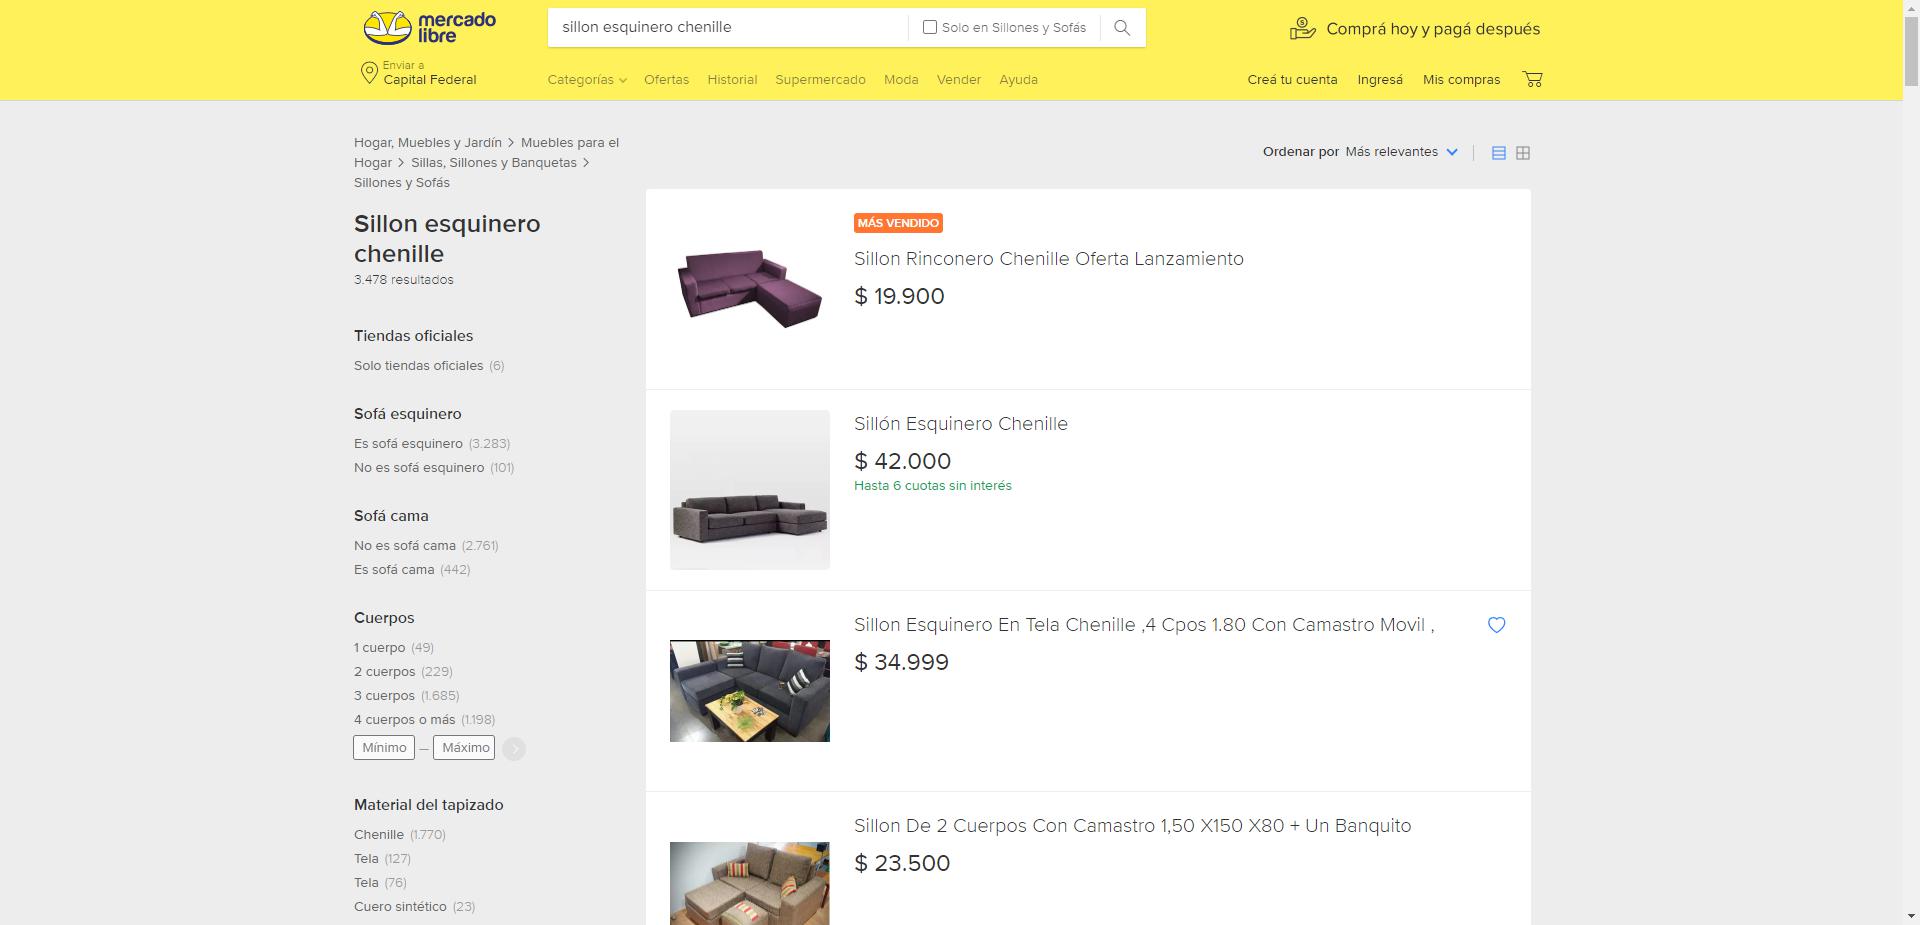 mercado
libre
sillon esquinero chenille
Solo en Sillones y Sofás
Comprá hoy y pagá después
Enviar a
Capital Federal
Categorías
Ofertas
Historial
Supermercado
Moda
Vender
Ayuda
Creá tu cuenta
Ingresá
Mis compras
Hogar, Muebles y Jardín > Muebles para el
Hogar > Sillas, Sillones y Banquetas >
Sillones y Sofás
Sillon esquinero
chenille
3.478 resultados
Tiendas oficiales
Solo tiendas oficiales (6)
Sofá esquinero
Es sofá esquinero (3.283)
No es sofá esquinero (101)
Sofá cama
No es sofá cama (2.761)
Es sofá cama (442)
Cuerpos
1 cuerpo (49)
2 cuerpos (229)
3 cuerpos (1.685)
4 cuerpos o más (1.198)
Mínimo — Máximo
Material del tapizado
Chenille (1.770)
Tela (127)
Tela (76)
Cuero sintético (23)
Ordenar por Más relevantes
MÁS VENDIDO
Sillon Rinconero Chenille Oferta Lanzamiento
$ 19.900
Sillón Esquinero Chenille
$ 42.000
Hasta 6 cuotas sin interés
Sillon Esquinero En Tela Chenille ,4 Cpos 1.80 Con Camastro Movil ,
$ 34.999
Sillon De 2 Cuerpos Con Camastro 1,50 X150 X80 + Un Banquito
$ 23.500